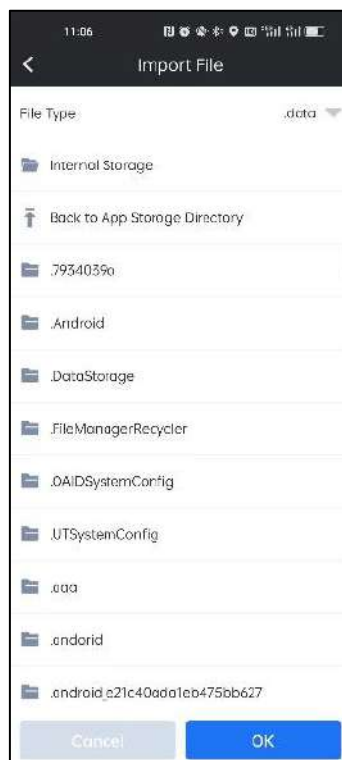 11:06
Import File
File Type .data
Internal Storage
Back to App Storage Directory
.7934039a
.Android
.DataStorage
.FileManagerRecycler
.OAIDSystemConfig
.UTSystemConfig
.aaa
.andorid
.android_e21c40ada1eb475bb627
Cancel OK